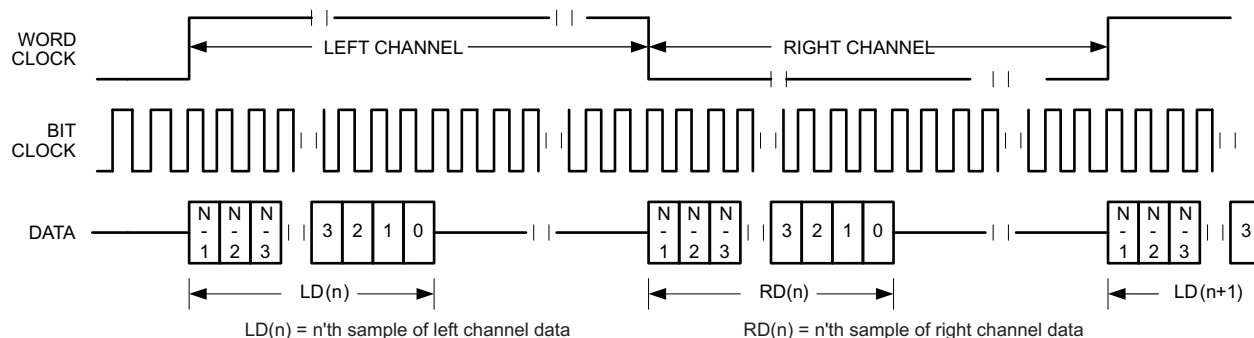 WORD
CLOCK
LEFT CHANNEL
RIGHT CHANNEL
BIT
CLOCK
DATA
N
-
1
N
-
2
N
-
3
3
2
1
0
N
-
1
N
-
2
N
-
3
3
2
1
0
N
-
1
N
-
2
N
-
3
3
LD(n)
RD(n)
LD(n+1)
LD(n) = n'th sample of left channel data
RD(n) = n'th sample of right channel data